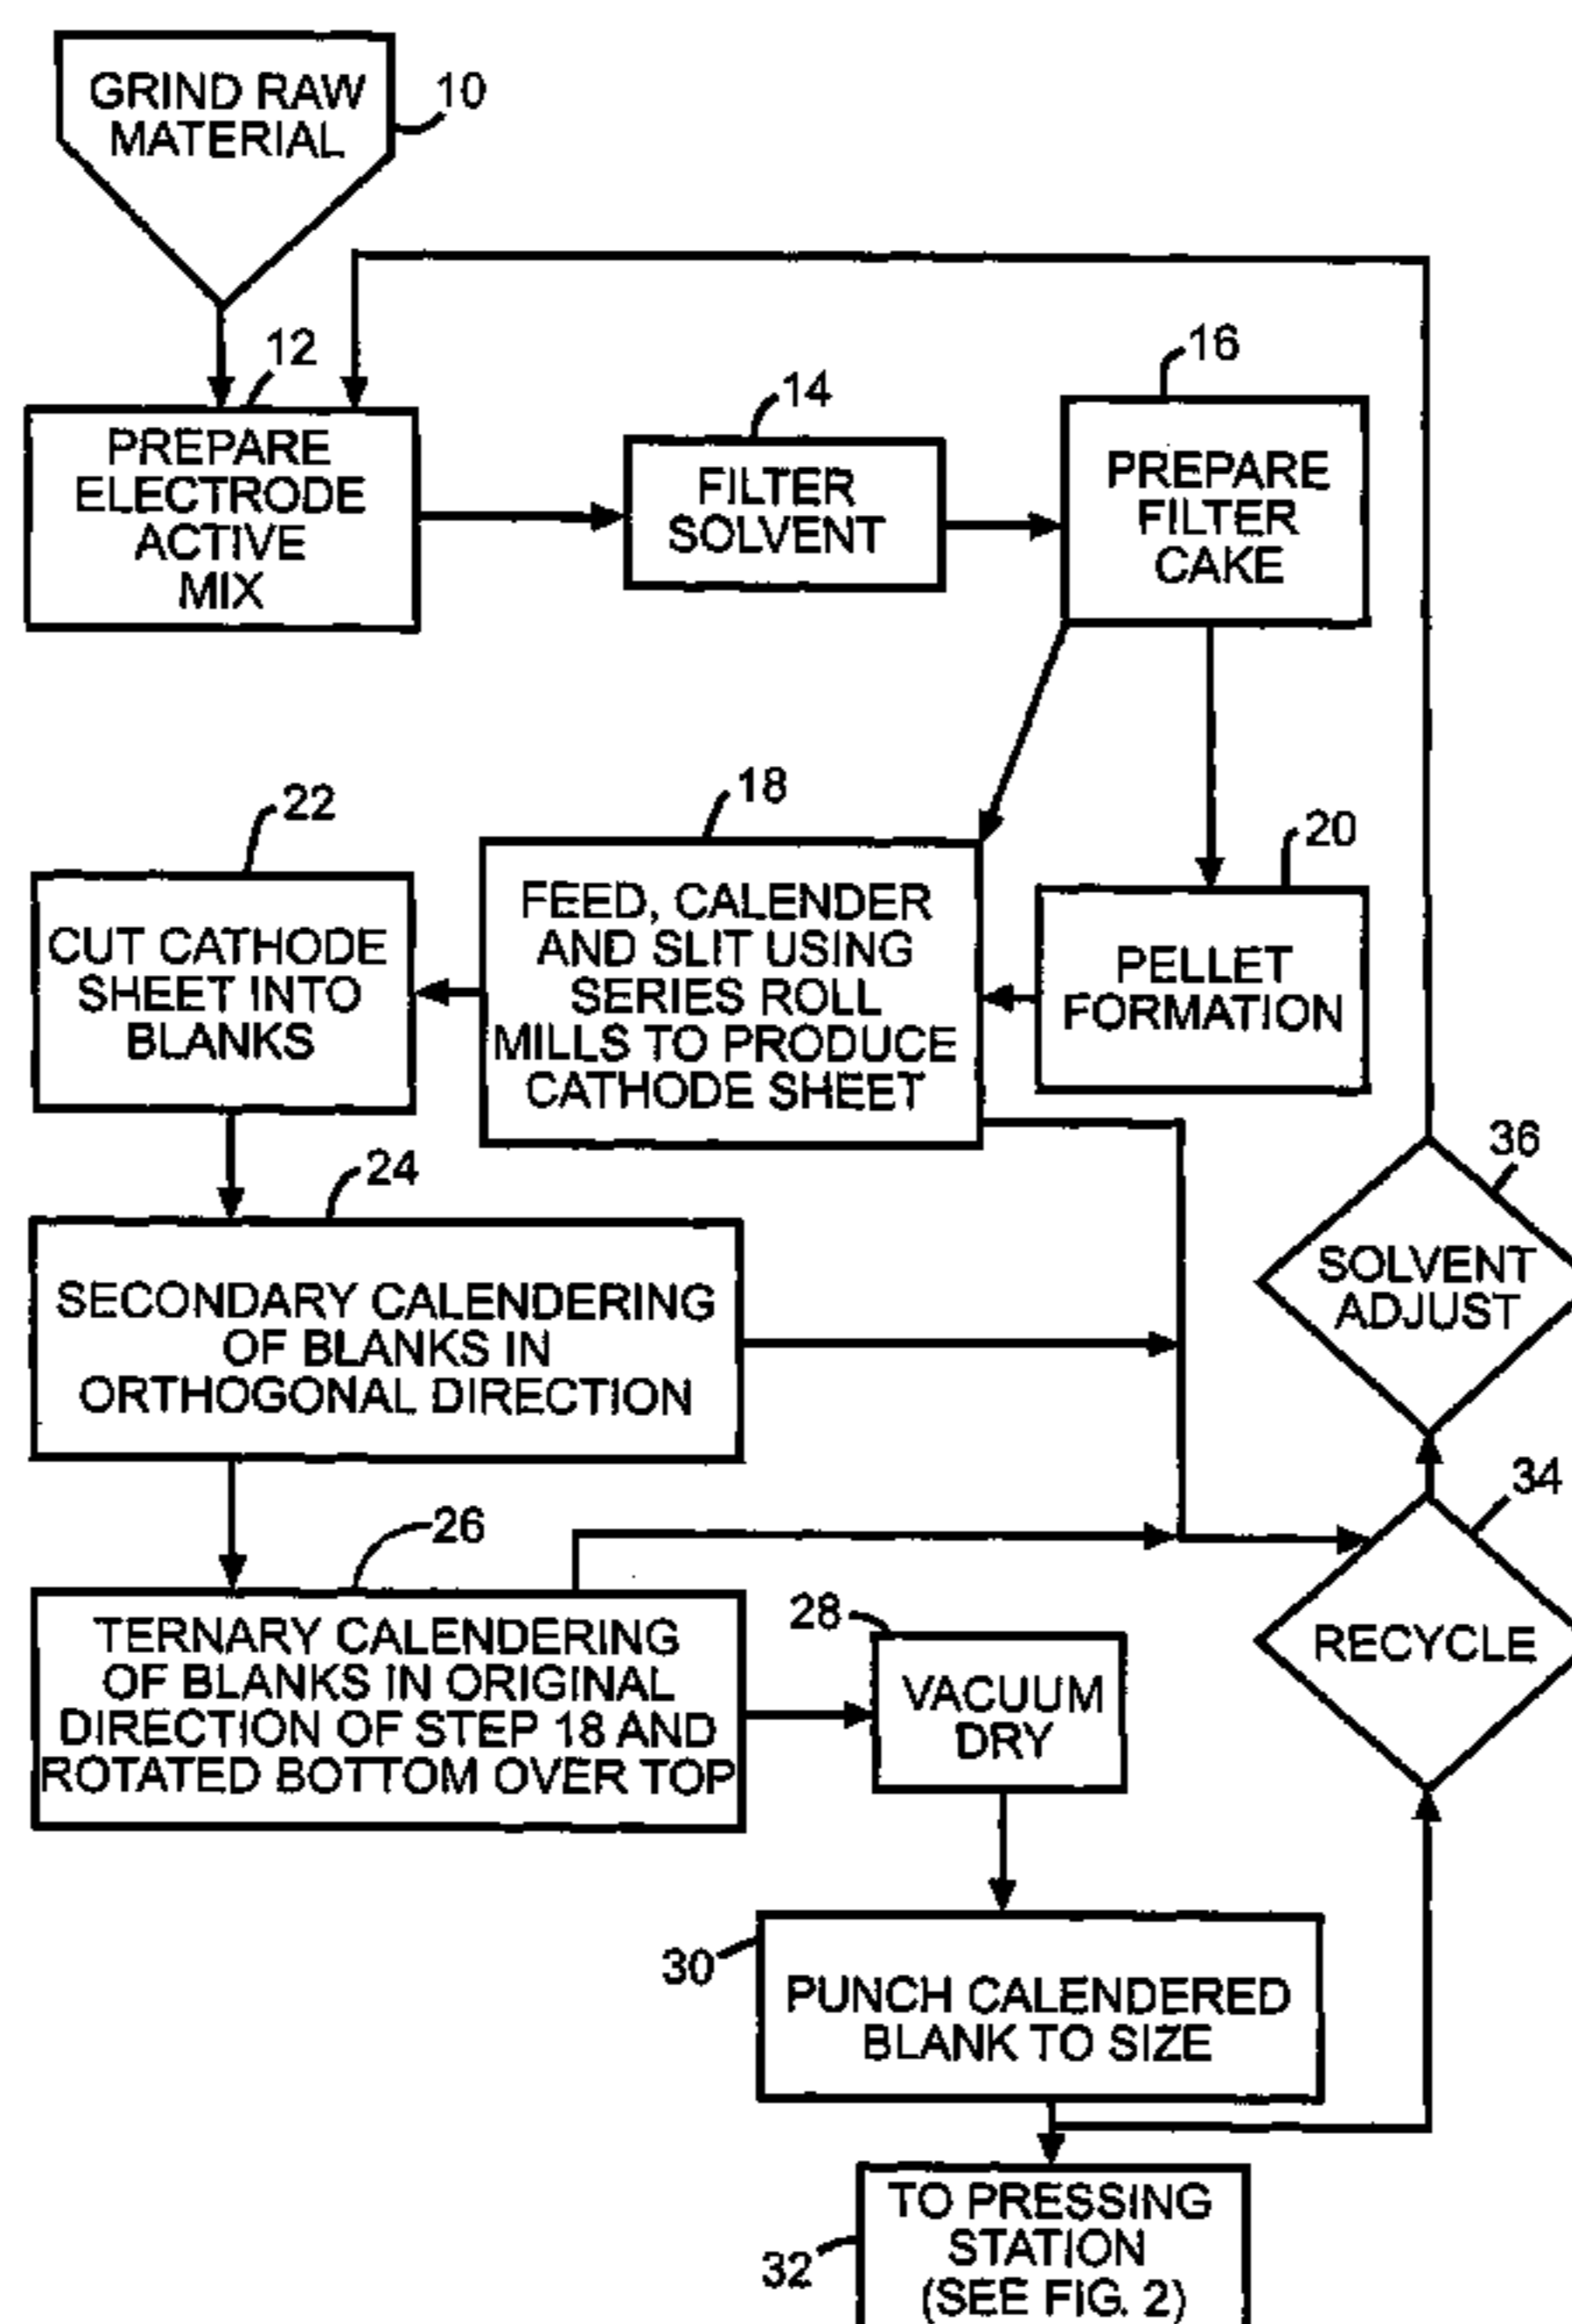 GRIND RAW
MATERIAL
10
12
PREPARE
ELECTRODE
ACTIVE
MIX
14
FILTER
SOLVENT
16
PREPARE
FILTER
CAKE
18
FEED, CALENDER
AND SLIT USING
SERIES ROLL
MILLS TO PRODUCE
CATHODE SHEET
20
PELLET
FORMATION
22
CUT CATHODE
SHEET INTO
BLANKS
24
SECONDARY CALENDERING
OF BLANKS IN
ORTHOGONAL DIRECTION
36
SOLVENT
ADJUST
26
TERNARY CALENDERING
OF BLANKS IN ORIGINAL
DIRECTION OF STEP 18 AND
ROTATED BOTTOM OVER TOP
28
VACUUM
DRY
34
RECYCLE
30
PUNCH CALENDERED
BLANK TO SIZE
32
TO PRESSING
STATION
(SEE FIG. 2)